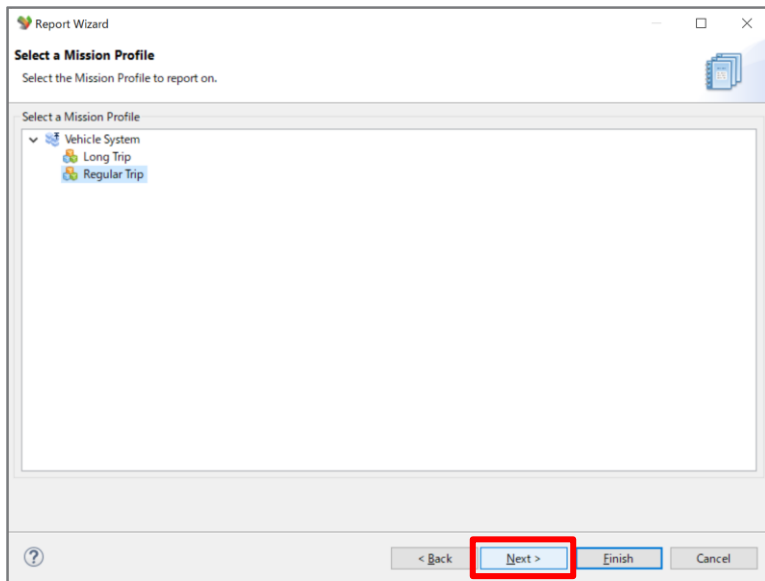 Report Wizard
Select a Mission Profile
Select the Mission Profile to report on.
Select a Mission Profile
Vehicle System
Long Trip
Regular Trip
< Back Next > Finish Cancel